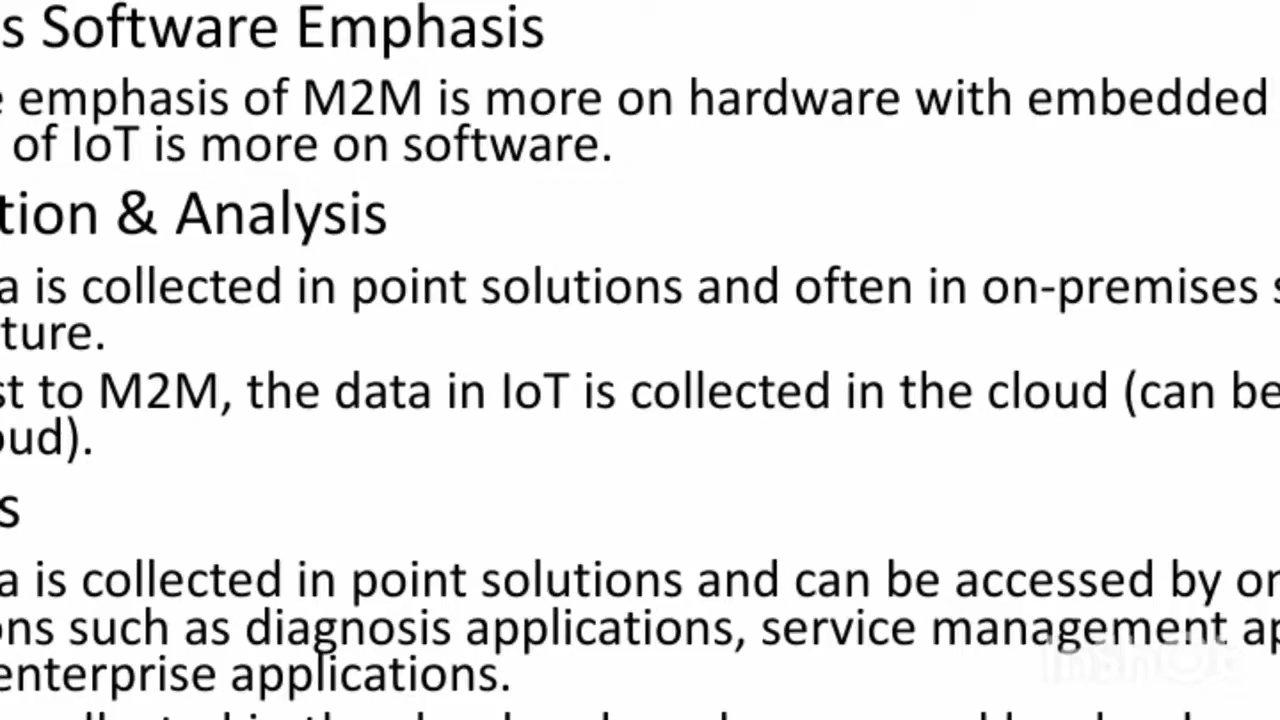 s Software Emphasis
emphasis of M2M is more on hardware with embedded
of IoT is more on software.
tion & Analysis
a is collected in point solutions and often in on-premises s
ture.
st to M2M, the data in IoT is collected in the cloud (can be
oud).
s
a is collected in point solutions and can be accessed by on
ons such as diagnosis applications, service management ap
enterprise applications.